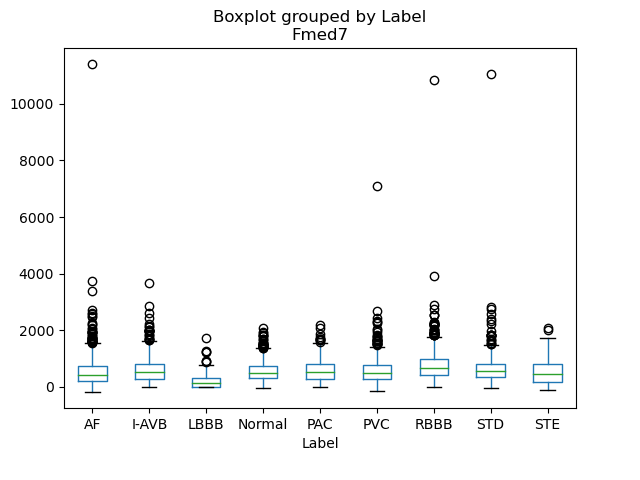 Boxplot grouped by Label
Fmed7
10000
8000
6000
4000
2000
0
AF I-AVB LBBB Normal PAC PVC RBBB STD STE
Label